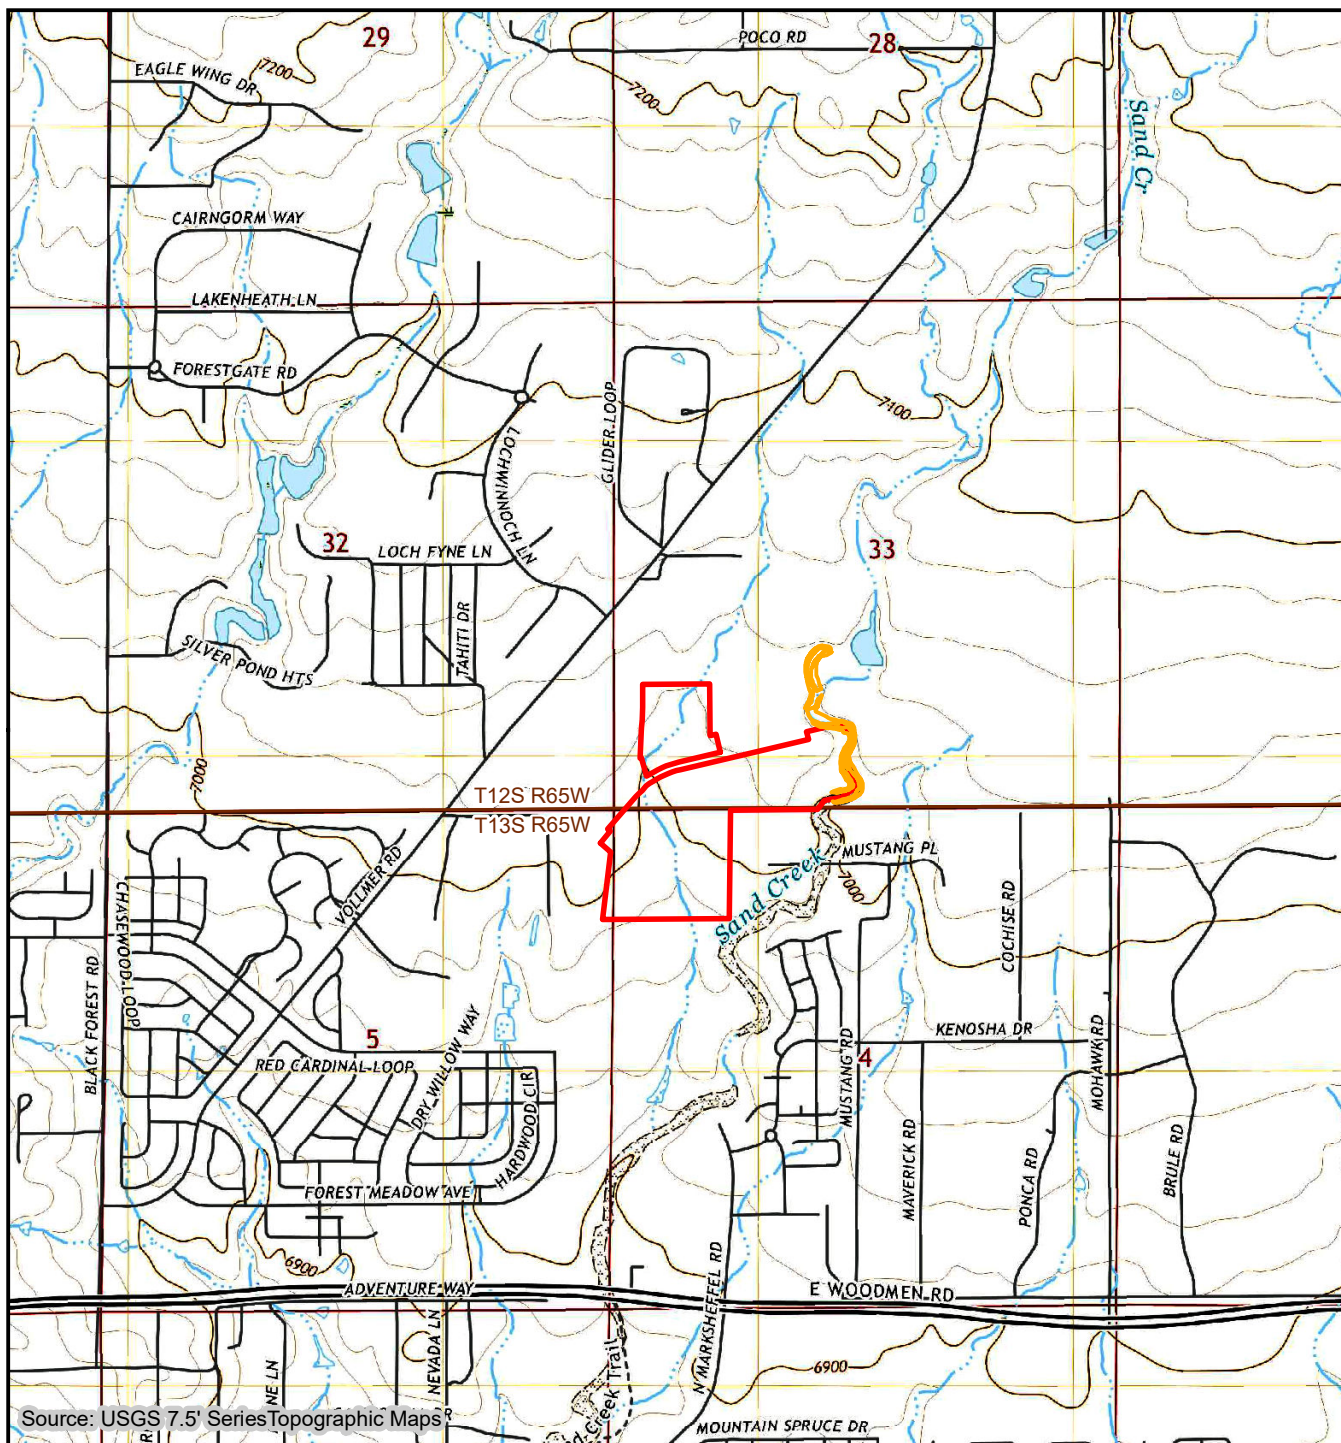 29
POCO RD
28
7200
EAGLE WING DR
7200
Sand Cr
CAIRNGORM WAY
LAKENHEATH LN
FORESTGATE RD
GLIDER LOOP
7100
LOCHWINNOCH LN
32
LOCH FYNE LN
33
TAHITI DR
SILVER POND HTS
7000
T12S R65W
T13S R65W
VOLLMER RD
MUSTANG PL
7000
CHASEWOOD LOOP
Sand Creek
COCHISE RD
BLACK FOREST RD
DRY WILLOW WAY
KENOSHA DR
5
4
RED CARDINAL LOOP
MUSTANG RD
MOHAWK RD
HARDWOOD CIR
MAVERICK RD
PONCA RD
BRULE RD
FOREST MEADOW AVE
6900
ADVENTURE WAY
E WOODMEN RD
N MARKSHEFFEL RD
NEVADA LN
6900
NE LN
Creek Trail
Source: USGS 7.5' SeriesTopographic Maps
MOUNTAIN SPRUCE DR